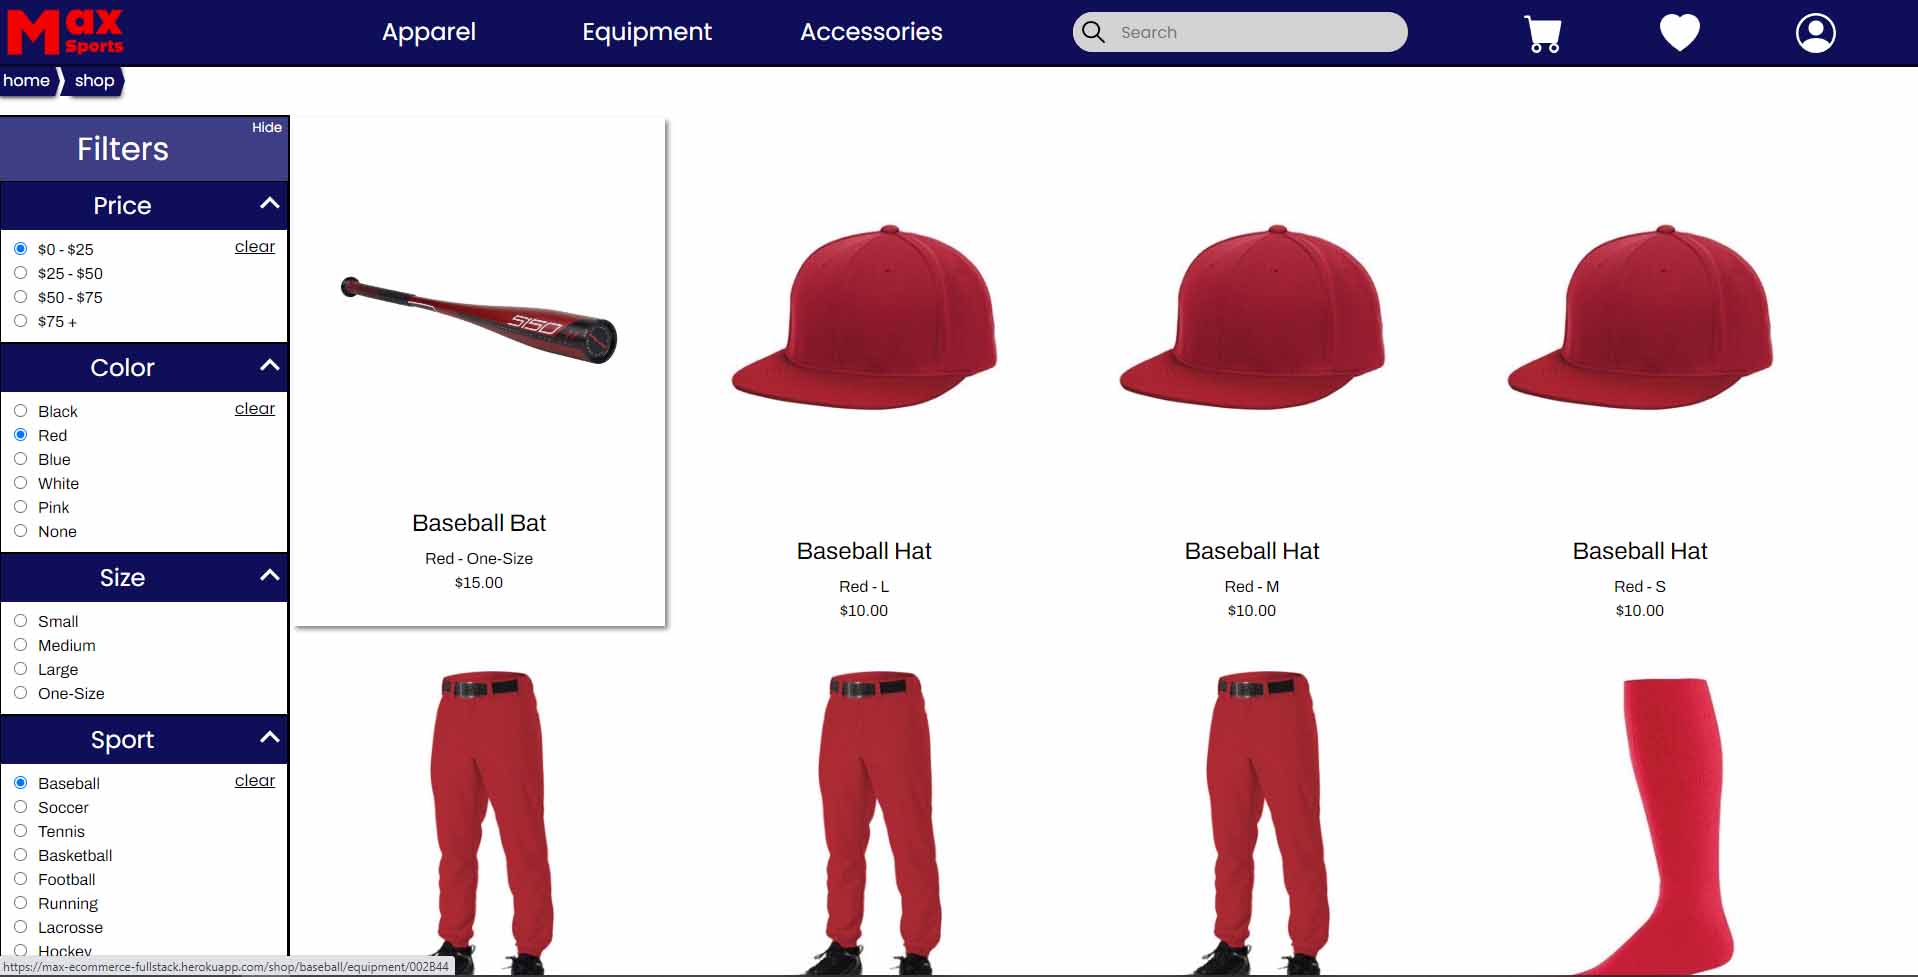 Max
Sports
Apparel
Equipment
Accessories
Search
home
shop
Hide
Filters
Price
$0 - $25
clear
$25 - $50
$50 - $75
$75 +
Color
Black
clear
Red
Blue
White
Pink
None
Size
Small
Medium
Large
One-Size
Sport
Baseball
clear
Soccer
Tennis
Basketball
Football
Running
Lacrosse
Hockey
5150
Baseball Bat
Red - One-Size
$15.00
Baseball Hat
Red - L
$10.00
Baseball Hat
Red - M
$10.00
Baseball Hat
Red - S
$10.00
https://max-ecommerce-fullstack.herokuapp.com/shop/baseball/equipment/002B44